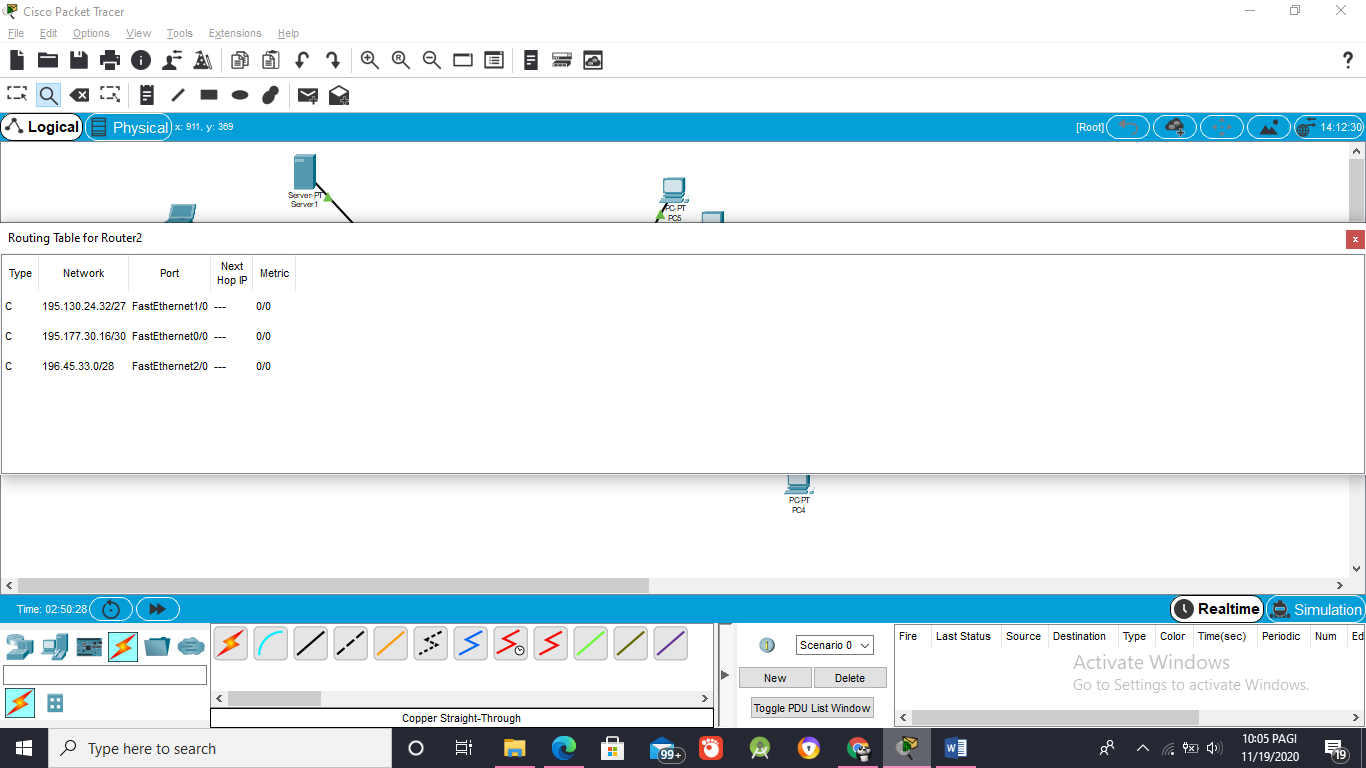 Cisco Packet Tracer
File Edit Options View Tools Extensions Help
?
Logical Physical x: 911, y: 369 [Root] 14:12:30
Server-PT
Server1
PC-PT
PC5
Routing Table for Router2 x
Type Network Port Next Hop IP Metric
C 195.130.24.32/27 FastEthernet1/0 --- 0/0
C 195.177.30.16/30 FastEthernet0/0 --- 0/0
C 196.45.33.0/28 FastEthernet2/0 --- 0/0
PC-PT
PC4
Time: 02:50:28 Realtime Simulation
Scenario 0
New Delete
Toggle PDU List Window
Fire Last Status Source Destination Type Color Time(sec) Periodic Num Ed
Activate Windows
Go to Settings to activate Windows.
Copper Straight-Through
Type here to search
99+
10:05 PAGI
11/19/2020
19